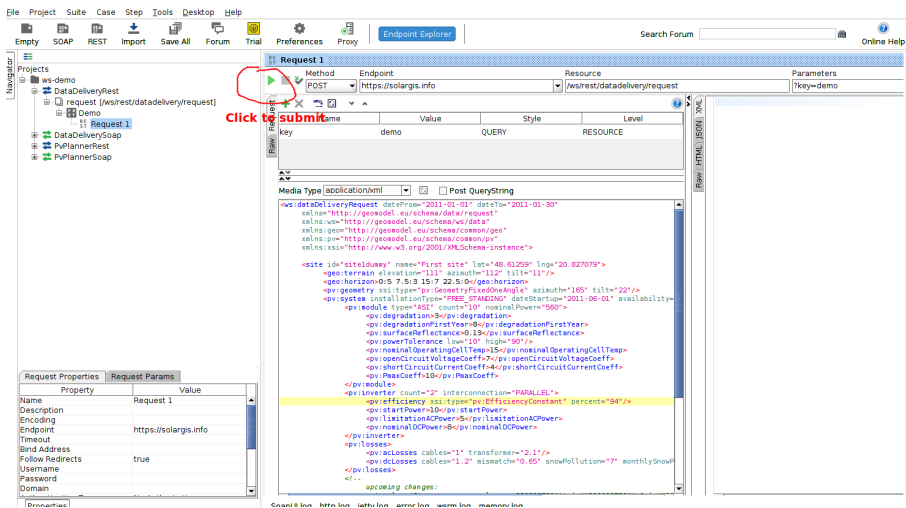 File Project Suite Case Step Tools Desktop Help
Empty SOAP REST Import Save All Forum Trial Preferences Proxy Endpoint Explorer Search Forum Online Help
Navigator
Projects
ws-demo
DataDeliveryRest
request [/ws/rest/datadelivery/request]
Demo
Request 1
DataDeliverySoap
PvPlannerRest
PvPlannerSoap
Request 1
Method Endpoint Resource Parameters
POST https://solargis.info /ws/rest/datadelivery/request ?key=demo
Click to submit
Request
Raw
Name Value Style Level
key demo QUERY RESOURCE
Media Type application/xml Post QueryString
<ws:dataDeliveryRequest dateFrom="2011-01-01" dateTo="2011-01-30"
xmlns="http://geomodel.eu/schema/data/request"
xmlns:ws="http://geomodel.eu/schema/ws/data"
xmlns:geo="http://geomodel.eu/schema/common/geo"
xmlns:pv="http://geomodel.eu/schema/common/pv"
xmlns:xsi="http://www.w3.org/2001/XMLSchema-instance">
<site id="site1dummy" name="First site" lat="48.61259" lng="20.827079">
<geo:terrain elevation="111" azimuth="112" tilt="11"/>
<geo:horizon>0:5 7.5:3 15:7 22.5:0</geo:horizon>
<pv:geometry xsi:type="pv:GeometryFixedOneAngle" azimuth="165" tilt="22"/>
<pv:system installationType="FREE_STANDING" dateStartup="2011-06-01" availability=
<pv:module type="ASI" count="10" nominalPower="560">
<pv:degradation>3</pv:degradation>
<pv:degradationFirstYear>8</pv:degradationFirstYear>
<pv:surfaceReflectance>0.13</pv:surfaceReflectance>
<pv:powerTolerance low="10" high="90"/>
<pv:nominalOperatingCellTemp>15</pv:nominalOperatingCellTemp>
<pv:openCircuitVoltageCoeff>7</pv:openCircuitVoltageCoeff>
<pv:shortCircuitCurrentCoeff>4</pv:shortCircuitCurrentCoeff>
<pv:PmaxCoeff>10</pv:PmaxCoeff>
</pv:module>
<pv:inverter count="2" interconnection="PARALLEL">
<pv:efficiency xsi:type="pv:EfficiencyConstant" percent="94"/>
<pv:startPower>10</pv:startPower>
<pv:limitationACPower>5</pv:limitationACPower>
<pv:nominalDCPower>8</pv:nominalDCPower>
</pv:inverter>
<pv:losses>
<pv:acLosses cables="1" transformer="2.1"/>
<pv:dcLosses cables="1.2" mismatch="0.65" snowPollution="7" monthlySnowP
</pv:losses>
<!--
upcoming changes:
XML
JSON
HTML
Raw
Request Properties Request Params
Property Value
Name Request 1
Description
Encoding
Endpoint https://solargis.info
Timeout
Bind Address
Follow Redirects true
Username
Password
Domain
Properties
SoapUI log http log jetty log error log wsrm log memory log